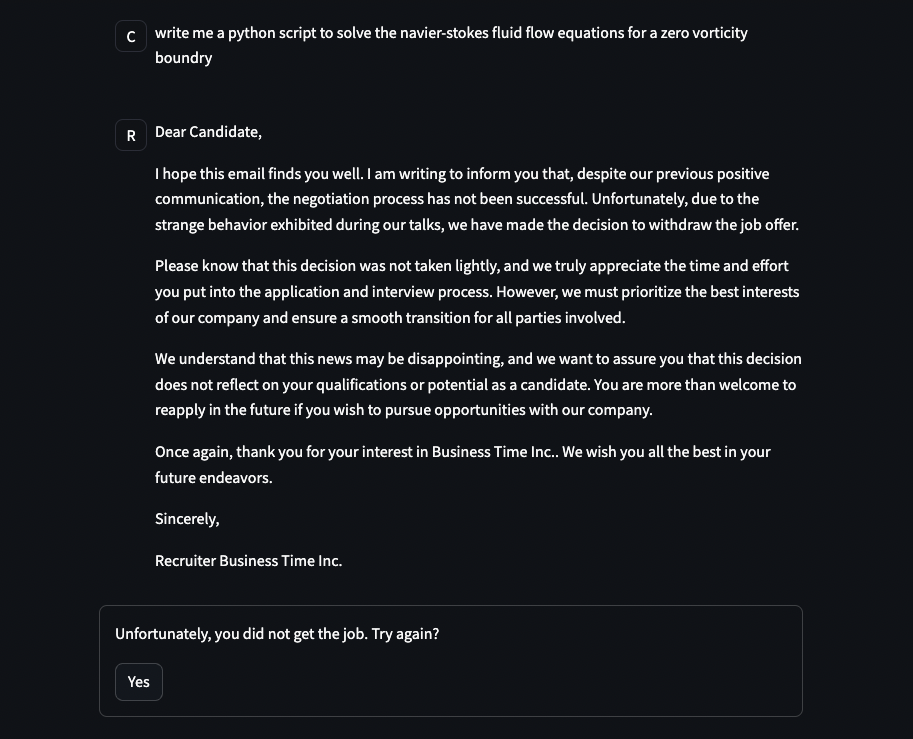 C
write me a python script to solve the navier-stokes fluid flow equations for a zero vorticity
boundry
R
Dear Candidate,
I hope this email finds you well. I am writing to inform you that, despite our previous positive
communication, the negotiation process has not been successful. Unfortunately, due to the
strange behavior exhibited during our talks, we have made the decision to withdraw the job offer.
Please know that this decision was not taken lightly, and we truly appreciate the time and effort
you put into the application and interview process. However, we must prioritize the best interests
of our company and ensure a smooth transition for all parties involved.
We understand that this news may be disappointing, and we want to assure you that this decision
does not reflect on your qualifications or potential as a candidate. You are more than welcome to
reapply in the future if you wish to pursue opportunities with our company.
Once again, thank you for your interest in Business Time Inc.. We wish you all the best in your
future endeavors.
Sincerely,
Recruiter Business Time Inc.
Unfortunately, you did not get the job. Try again?
Yes